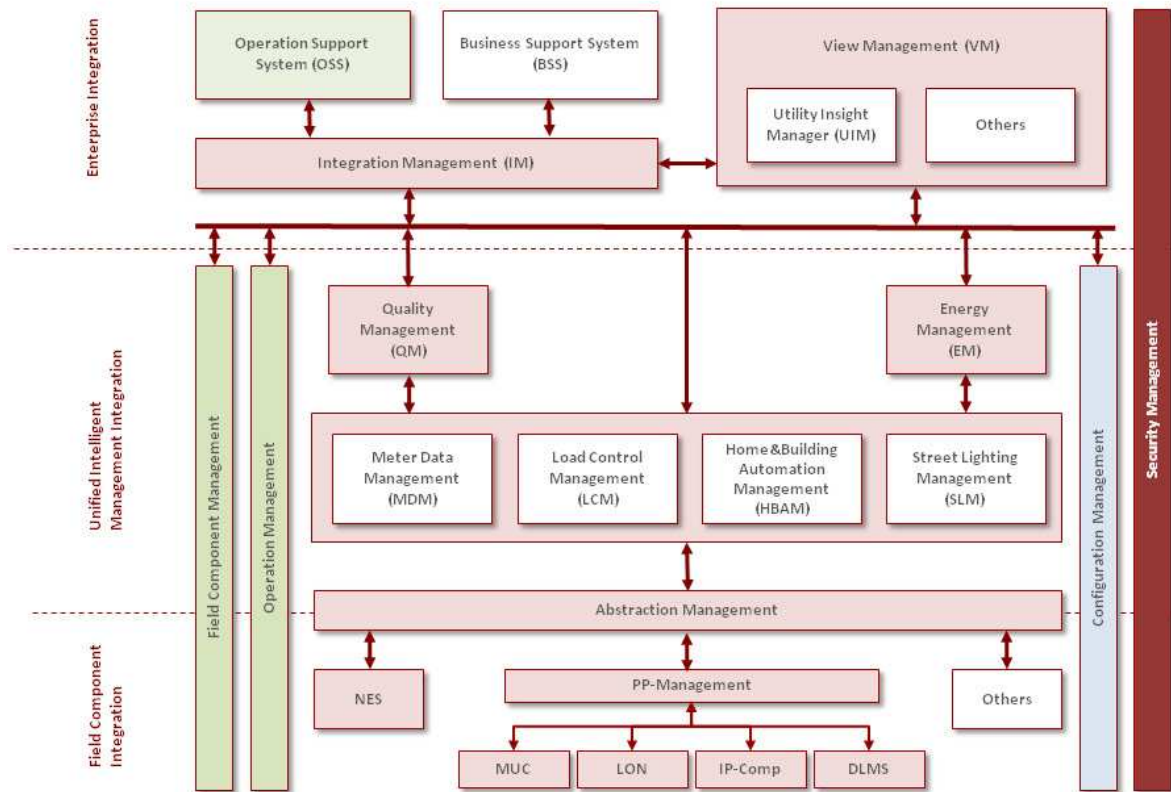 Enterprise Integration
Operation Support
System (OSS)
Business Support System
(BSS)
View Management (VM)
Utility Insight
Manager (UIM)
Others
Integration Management (IM)
Unified Intelligent
Management Integration
Field Component Management
Operation Management
Quality
Management
(QM)
Energy
Management
(EM)
Meter Data
Management
(MDM)
Load Control
Management
(LCM)
Home&Building
Automation
Management
(HBAM)
Street Lighting
Management
(SLM)
Configuration Management
Security Management
Abstraction Management
Field Component
Integration
NES
PP-Management
Others
MUC
LON
IP-Comp
DLMS